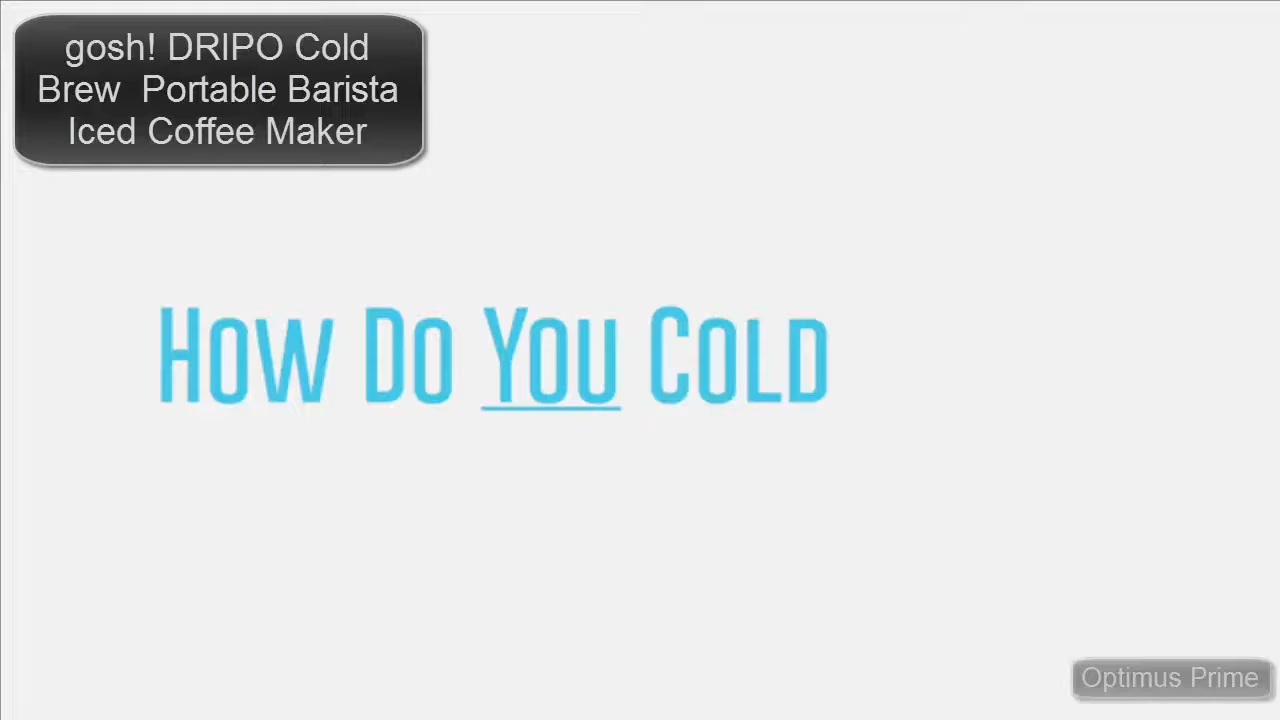 gosh! DRIPO Cold
Brew  Portable Barista
Iced Coffee Maker
How Do You Cold
Optimus Prime